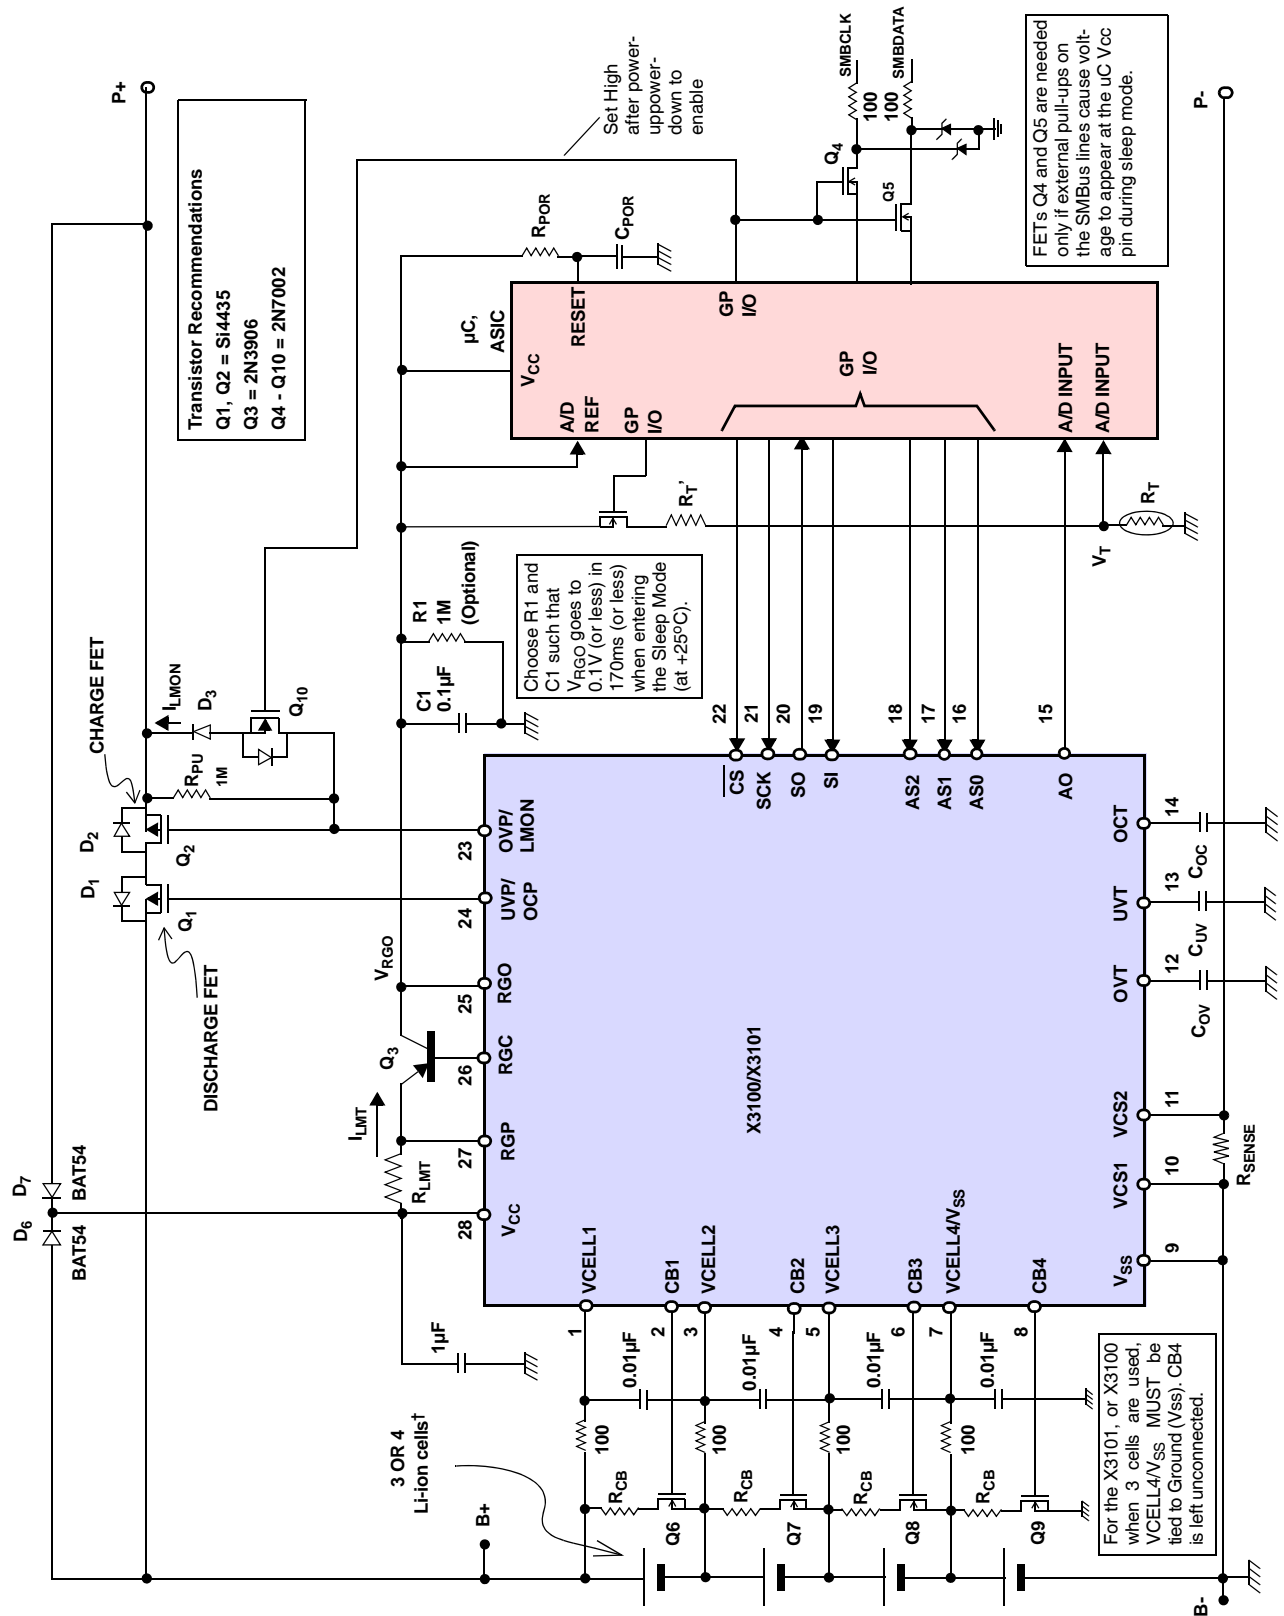 P+
Transistor Recommendations
Q1, Q2 = Si4435
Q3 = 2N3906
Q4 - Q10 = 2N7002
D6
BAT54
D7
BAT54
DISCHARGE FET
CHARGE FET
D1
Q1
D2
Q2
RPU
1M
ILMON
D3
Q10
Set High
after power-
uppower-
down to
enable
3 OR 4
Li-ion cells†
B+
1µF
RLMT
ILMT
Q3
VRGO
C1
0.1µF
R1
1M
(Optional)
Choose R1 and
C1 such that
VRGO goes to
0.1V (or less) in
170ms (or less)
when entering
the Sleep Mode
(at +25°C).
RPOR
CPOR
µC,
ASIC
VCC
A/D
REF
RESET
GP
I/O
GP
I/O
GP
I/O
A/D INPUT
A/D INPUT
RT'
VT
RT
Q4
Q5
SMBCLK
100
100
SMBDATA
FETs Q4 and Q5 are needed
only if external pull-ups on
the SMBus lines cause volt-
age to appear at the uC Vcc
pin during sleep mode.
X3100/X3101
28
VCC
27
RGP
26
RGC
25
RGO
24
UVP/
OCP
23
OVP/
LMON
1
VCELL1
2
CB1
3
VCELL2
4
CB2
5
VCELL3
6
CB3
7
VCELL4/VSS
8
CB4
22
CS
21
SCK
20
SO
19
SI
18
AS2
17
AS1
16
AS0
15
AO
VSS
9
VCS1
10
VCS2
11
OVT
12
UVT
13
OCT
14
COV
CUV
COC
RSENSE
100
0.01µF
RCB
Q6
100
0.01µF
RCB
Q7
100
0.01µF
RCB
Q8
100
0.01µF
RCB
Q9
For the X3101, or X3100
when 3 cells are used,
VCELL4/VSS MUST be
tied to Ground (Vss). CB4
is left unconnected.
B-
P-